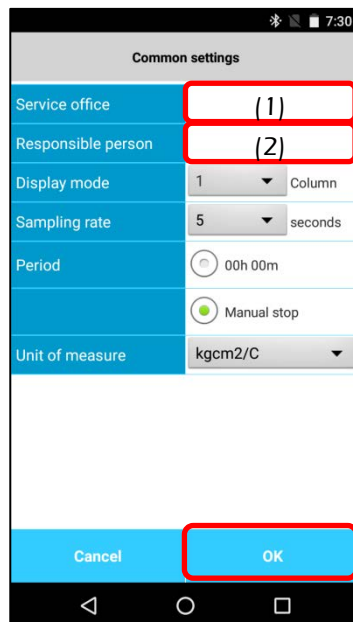 7:30
Common settings
Service office (1)
Responsible person (2)
Display mode 1 Column
Sampling rate 5 seconds
Period 00h 00m
Manual stop
Unit of measure kgcm2/C
Cancel OK